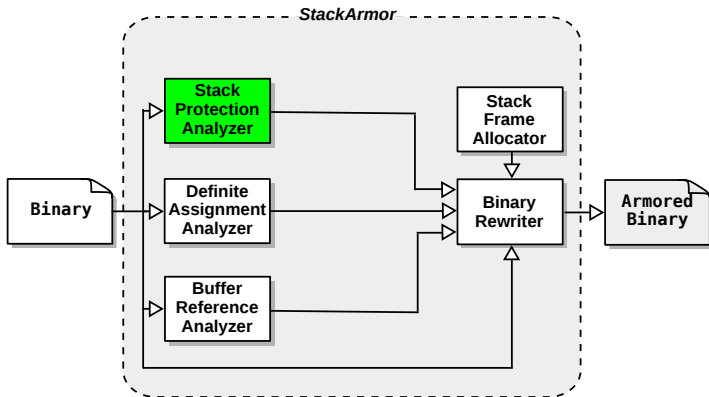 StackArmor
Stack
Protection
Analyzer
Stack
Frame
Allocator
Binary
Definite
Assignment
Analyzer
Binary
Rewriter
Armored
Binary
Buffer
Reference
Analyzer